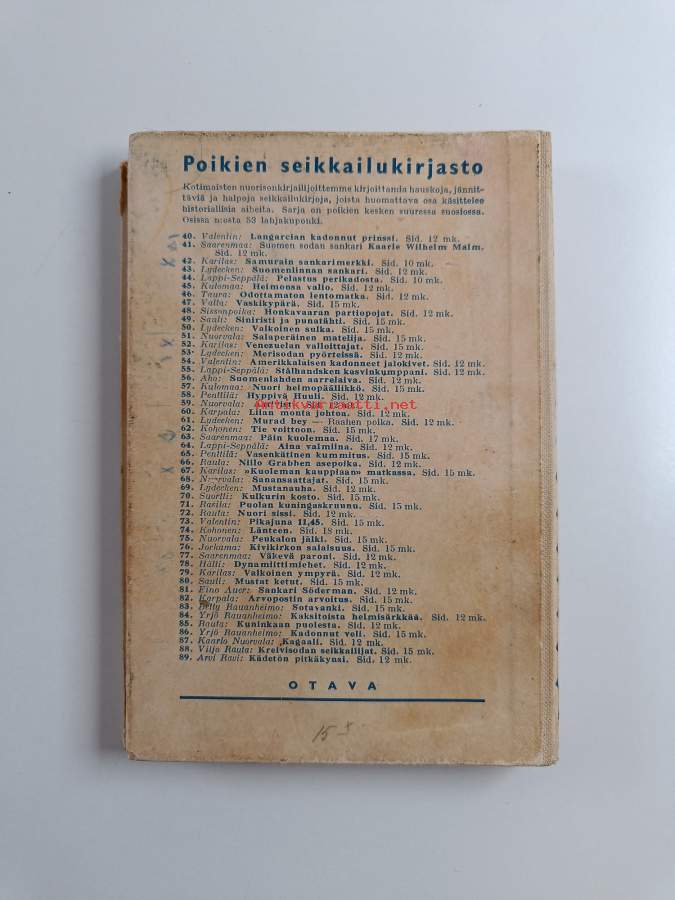 Poikien seikkailukirjasto
Kotimaisten nuorisonkirjailijoittemme kirjoittamia hauskoja, jännit-
täviä ja halpoja seikkailukirjoja, joista huomattava osa käsittelee
historiallisia aiheita. Sarja on poikien kesken suuressa suosiossa.
Osissa n:osta 53 lahjakuponki.
40. Valentin: Langarcian kadonnut prinssi. Sid. 12 mk.
41. Saarenmaa: Suomen sodan sankari Kaarle Wilhelm Malm.
Sid. 12 mk.
42. Karilas: Samurain sankarimerkki. Sid. 10 mk.
43. Lydecken: Suomenlinnan sankari. Sid. 12 mk.
44. Lappi-Seppälä: Pelastus perikadosta. Sid. 10 mk.
45. Kulomaa: Heimonsa valio. Sid. 12 mk.
46. Taura: Odottamaton lentomatka. Sid. 12 mk.
47. Valta: Vaskikypärä. Sid. 15 mk.
48. Sissonpoika: Honkavaaran partiopojat. Sid. 12 mk.
49. Sauli: Siniristi ja punatähti. Sid. 15 mk.
50. Lydecken: Valkoinen sulka. Sid. 15 mk.
51. Nuorvala: Salaperäinen matelija. Sid. 15 mk.
52. Karilas: Venezuelan valloittajat. Sid. 15 mk.
53. Lydecken: Merisodan pyörteissä. Sid. 12 mk.
54. Valentin: Amerikkalaisen kadonneet jalokivet. Sid. 12 mk.
55. Lappi-Seppälä: Stålhandsken kasvinkumppani. Sid. 12 mk.
56. Aho: Suomenlahden aarrelaiva. Sid. 12 mk.
57. Kulomaa: Nuori heimopäällikkö. Sid. 15 mk.
58. Penttilä: Hyppivä Huuli. Sid. 12 mk.
59. Nuorvala: Sid. 12 mk.
Antikvariaatti.net
60. Karpala: Liian monta johtoa. Sid. 12 mk.
61. Lydecken: Murad bey — Raahen poika. Sid. 12 mk.
62. Kohonen: Tie voittoon. Sid. 15 mk.
63. Saarenmaa: Päin kuolemaa. Sid. 17 mk.
64. Lappi-Seppälä: Aina valmiina. Sid. 12 mk.
65. Penttilä: Vasenkätinen kummitus. Sid. 15 mk.
66. Rauta: Niilo Grabben asepoika. Sid. 12 mk.
67. Karilas: »Kuoleman kauppiaan» matkassa. Sid. 15 mk.
68. Nuorvala: Sanansaattajat. Sid. 15 mk.
69. Lydecken: Mustanauha. Sid. 12 mk.
70. Suortti: Kulkurin kosto. Sid. 15 mk.
71. Rasila: Puolan kuningaskruunu. Sid. 15 mk.
72. Rauta: Nuori sissi. Sid. 12 mk.
73. Valentin: Pikajuna 11,45. Sid. 15 mk.
74. Kohonen: Länteen. Sid. 18 mk.
75. Nuorvala: Peukalon jälki. Sid. 12 mk.
76. Jorkama: Kivikirkon salaisuus. Sid. 15 mk.
77. Saarenmaa: Väkevä paroni. Sid. 12 mk.
78. Hälli: Dynamiittimiehet. Sid. 12 mk.
79. Karilas: Valkoinen ympyrä. Sid. 12 mk.
80. Sauli: Mustat ketut. Sid. 15 mk.
81. Eino Auer: Sankari Söderman. Sid. 12 mk.
82. Karpala: Arvopostin arvoitus. Sid. 15 mk.
83. Betty Rauanheimo: Sotavanki. Sid. 15 mk.
84. Yrjö Rauanheimo: Kaksitoista helmisärkkää. Sid. 12 mk.
85. Rauta: Kuninkaan puolesta. Sid. 12 mk.
86. Yrjö Rauanheimo: Kadonnut veli. Sid. 15 mk.
87. Kaarlo Nuorvala: Kagaali. Sid. 12 mk.
88. Viljo Rauta: Kreivisodan seikkailijat. Sid. 15 mk.
89. Arvi Ravi: Kädetön pitkäkynsi. Sid. 12 mk.
OTAVA
15